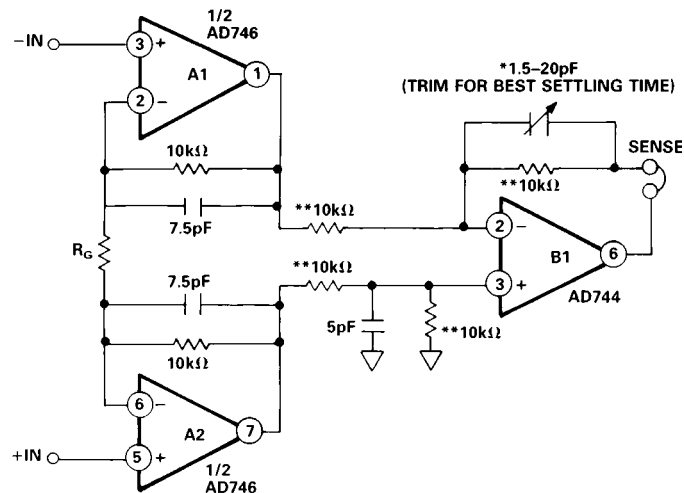 1/2
AD746
−IN
3
+
A1
1
2
−
*1.5–20pF
(TRIM FOR BEST SETTLING TIME)
10kΩ
7.5pF
SENSE
**10kΩ
**10kΩ
RG
2
−
B1
6
3
+
AD744
7.5pF
**10kΩ
5pF
**10kΩ
10kΩ
6
−
A2
7
+IN
5
+
1/2
AD746